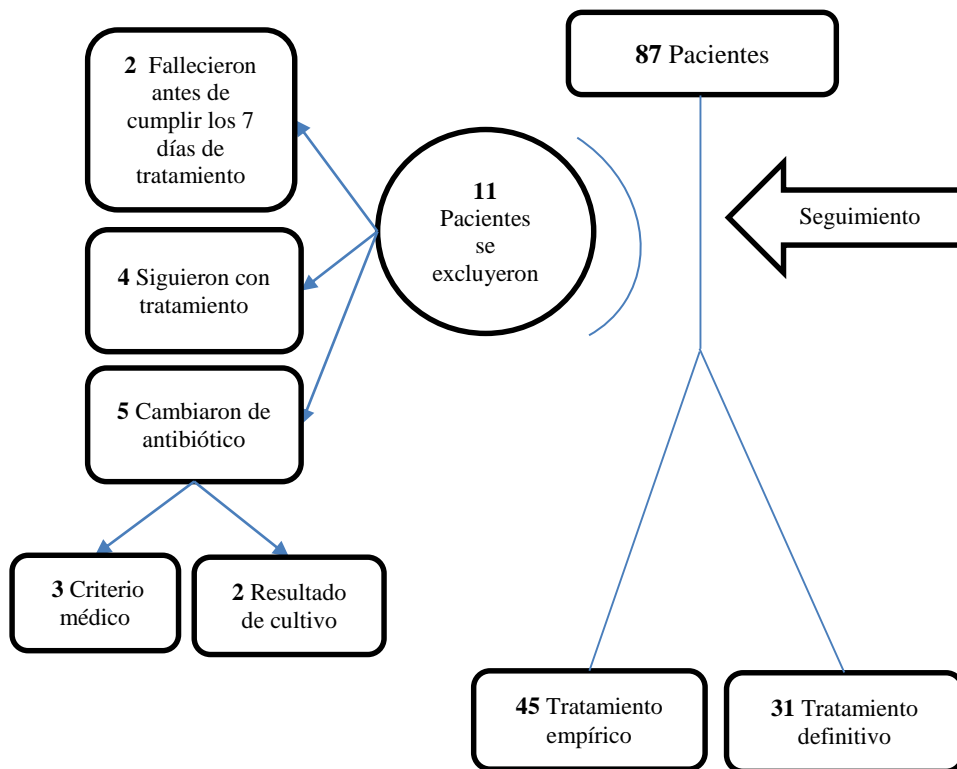 87 Pacientes
Seguimiento
11
Pacientes
se
excluyeron
2 Fallecieron
antes de
cumplir los 7
días de
tratamiento
4 Siguieron con
tratamiento
5 Cambiaron de
antibiótico
3 Criterio
médico
2 Resultado
de cultivo
45 Tratamiento
empírico
31 Tratamiento
definitivo